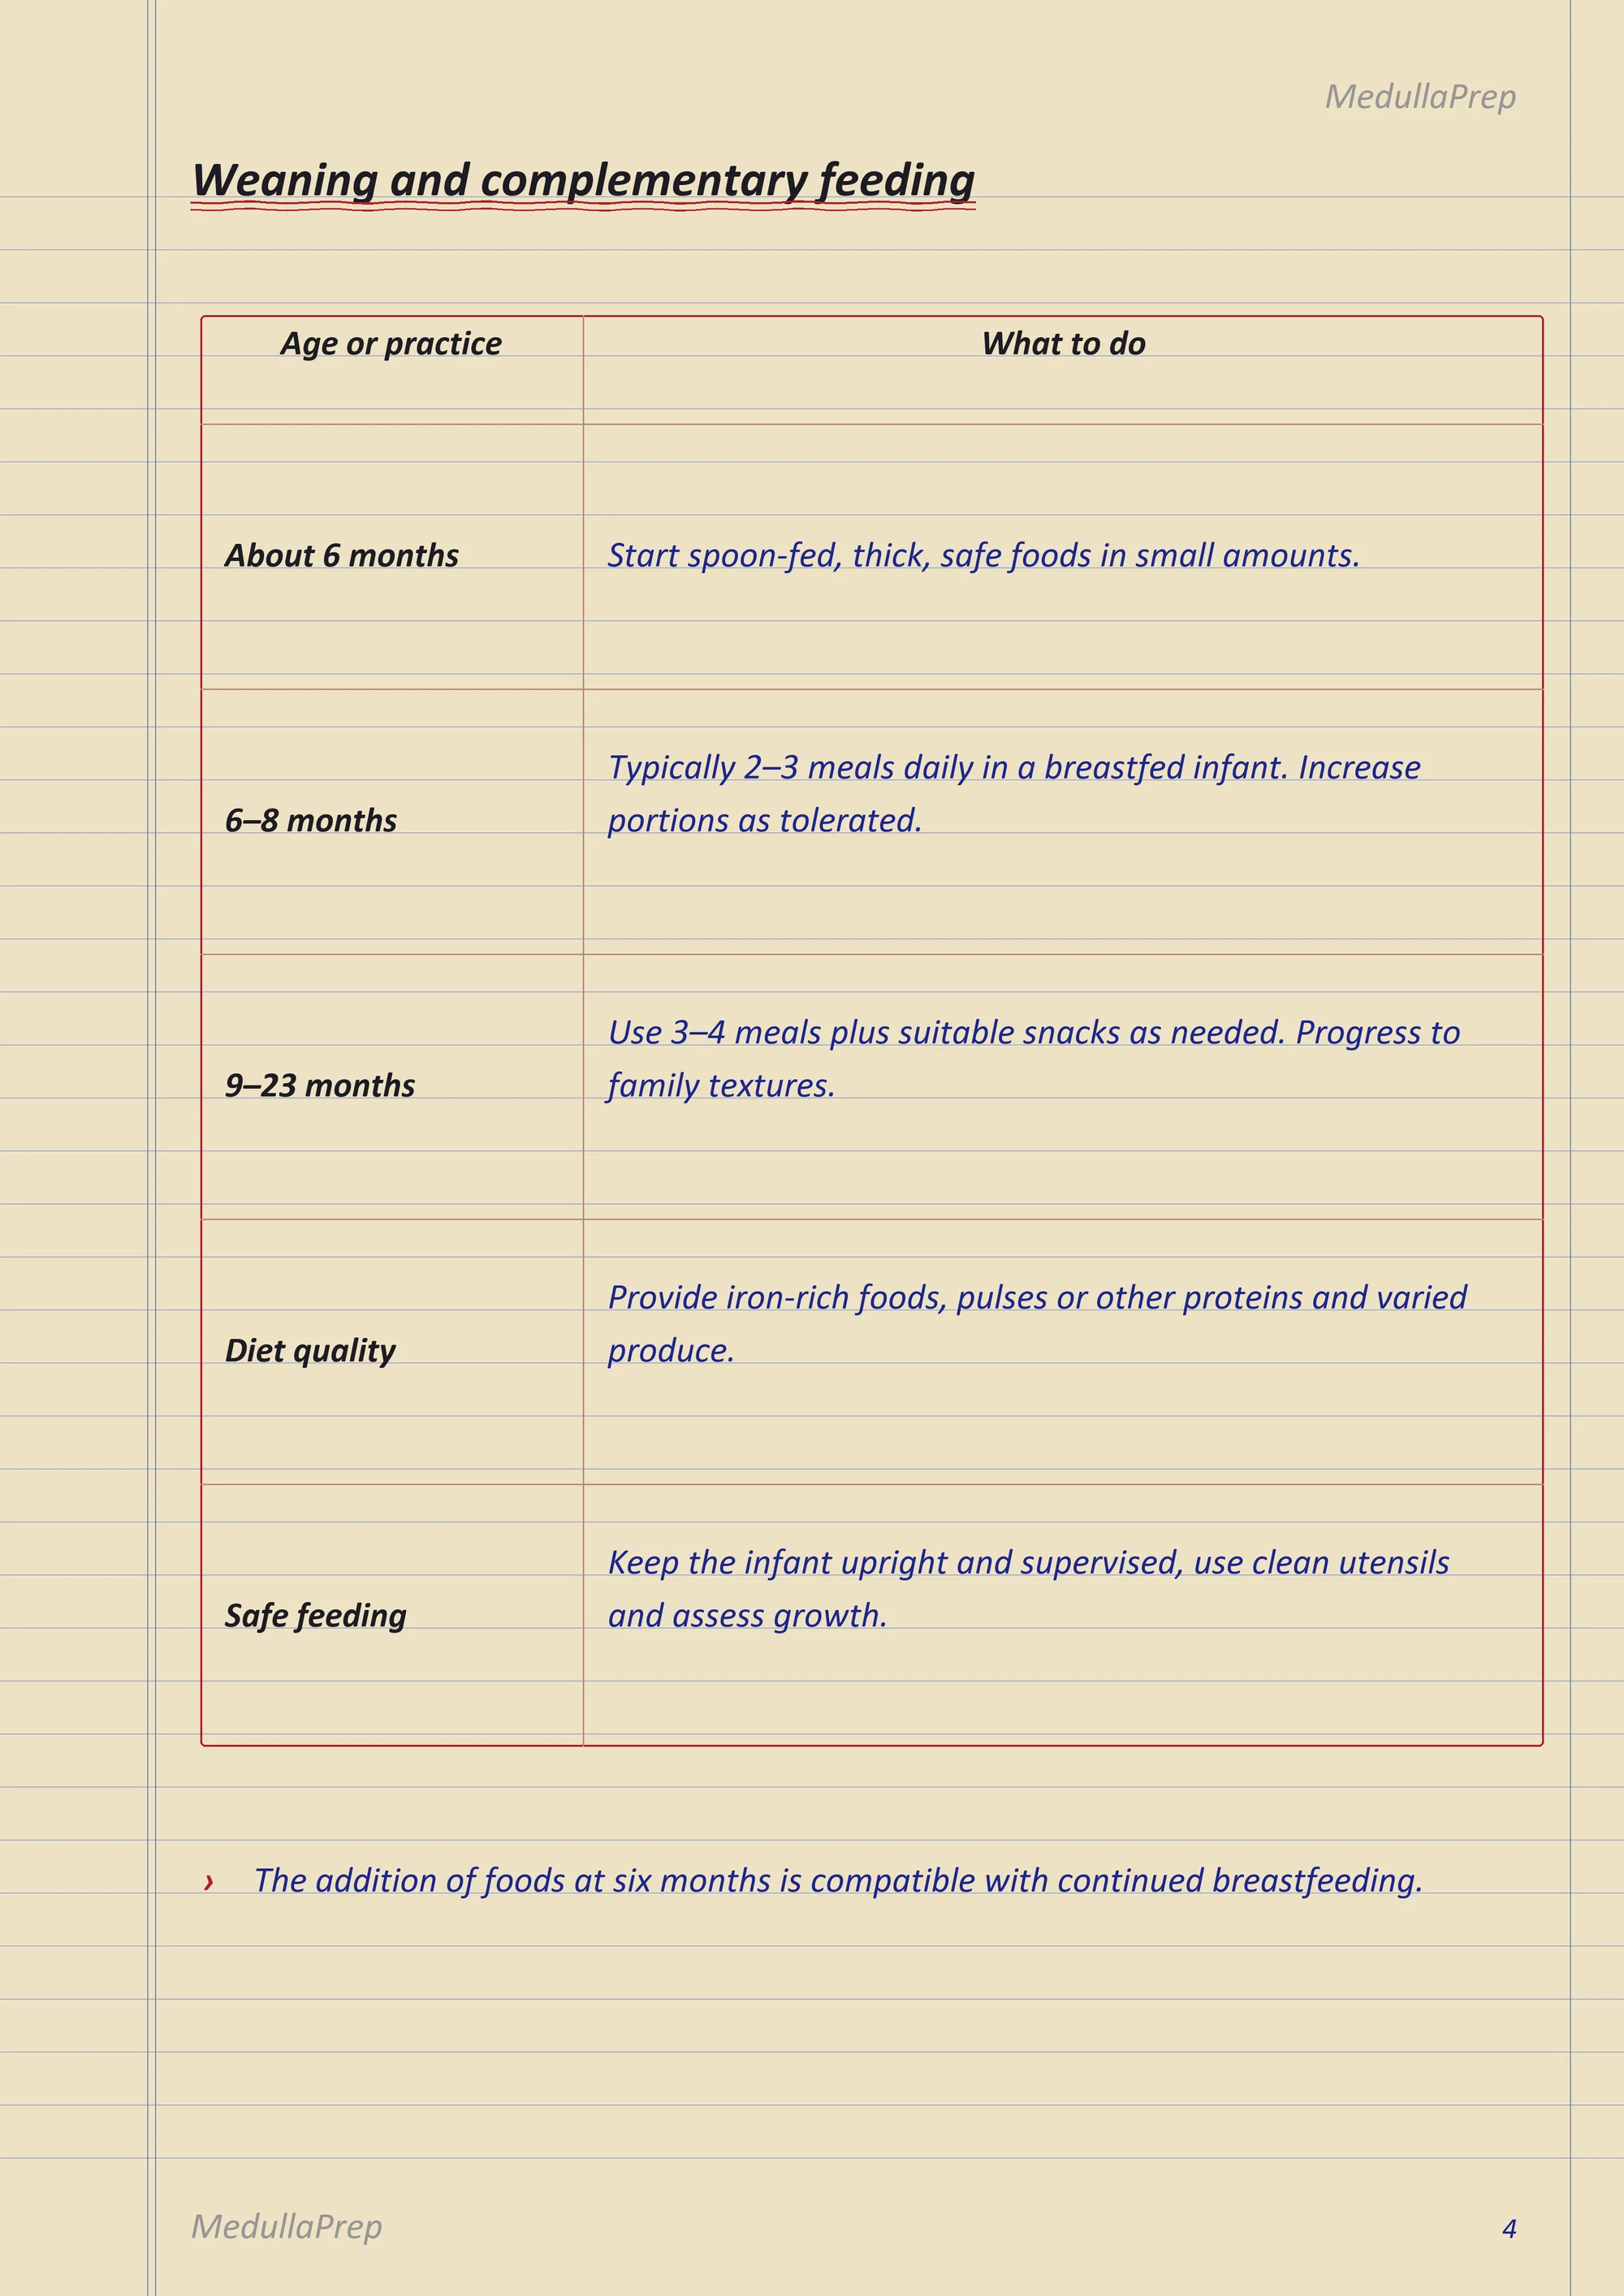 MedullaPrep
Weaning and complementary feeding
Age or practice
What to do
About 6 months
Start spoon-fed, thick, safe foods in small amounts.
6–8 months
Typically 2–3 meals daily in a breastfed infant. Increase
portions as tolerated.
9–23 months
Use 3–4 meals plus suitable snacks as needed. Progress to
family textures.
Diet quality
Provide iron-rich foods, pulses or other proteins and varied
produce.
Safe feeding
Keep the infant upright and supervised, use clean utensils
and assess growth.
› The addition of foods at six months is compatible with continued breastfeeding.
MedullaPrep
4